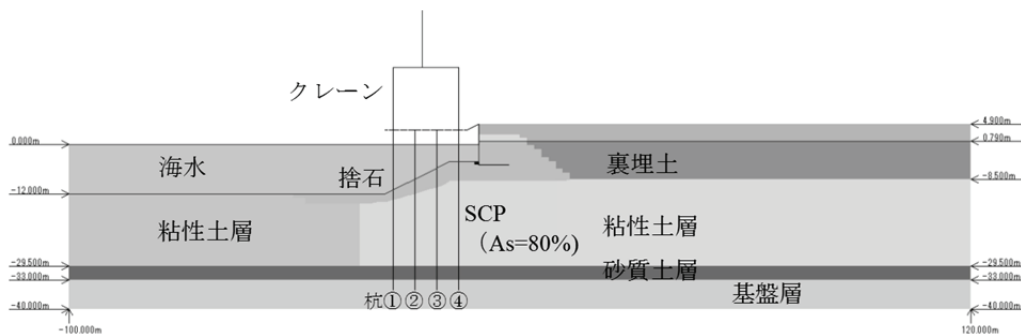 クレーン
4.900m
0.000m
0.790m
海水
捨石
裏埋土
-8.500m
-12.000m
SCP
(As=80%)
粘性土層
粘性土層
-29.500m
砂質土層
-29.500m
-33.000m
-33.000m
杭① ② ③ ④
基盤層
-40.000m
-40.000m
-100.000m
120.000m